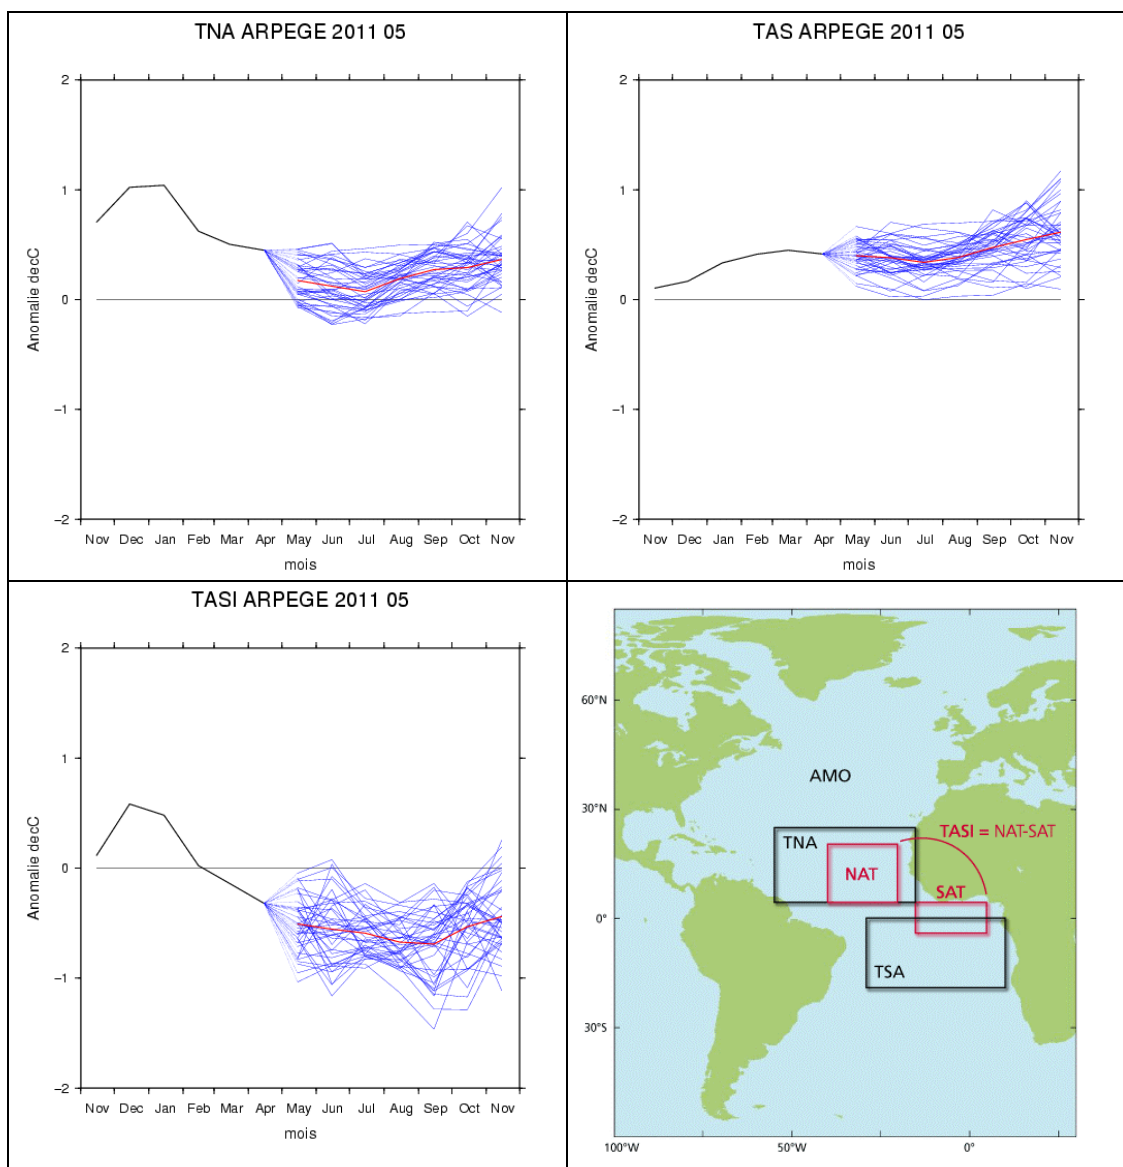 TNA ARPEGE 2011 05
2
1
0
−1
−2
Anomalie decC
Nov Dec Jan Feb Mar Apr May Jun Jul Aug Sep Oct Nov
mois
TAS ARPEGE 2011 05
2
1
0
−1
−2
Anomalie decC
Nov Dec Jan Feb Mar Apr May Jun Jul Aug Sep Oct Nov
mois
TASI ARPEGE 2011 05
2
1
0
−1
−2
Anomalie decC
Nov Dec Jan Feb Mar Apr May Jun Jul Aug Sep Oct Nov
mois
60°N
AMO
30°N
TASI = NAT-SAT
TNA
NAT
SAT
0°
TSA
30°S
100°W 50°W 0°